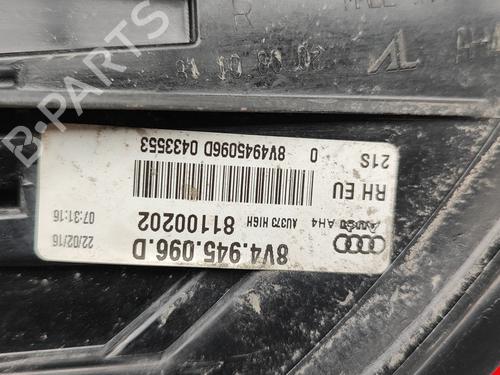 8V4.945.096.D
81100202
22/02/16 07:31:16
AU373 HIGH
Audi AH4
RH EU
8V4945096D 0433553
0 21S
R
B-PARTS